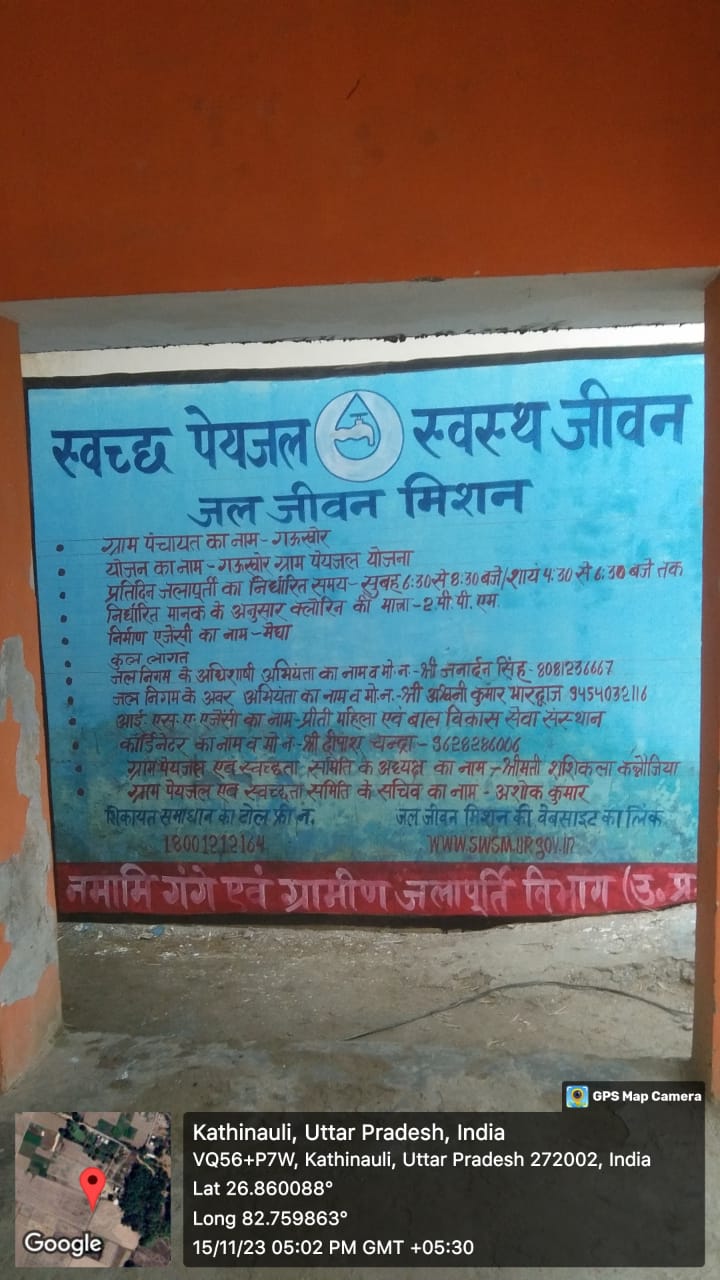 स्वच्छ पेयजल स्वस्थ जीवन
जल जीवन मिशन
• ग्राम पंचायत का नाम - गऊखोर
• योजन का नाम - गऊखोर ग्राम पेयजल योजना
• प्रतिदिन जलापूर्ती का निर्धारित समय - सुबह 6:30 से 8:30 बजे/शायं 4:30 से 6:30 बजे तक
• निर्धारित मानक के अनुसार क्लोरिन की मात्रा - 2 मी.पी.एम
• निर्माण एजेंसी का नाम - मेघा
• कुल लागत
• जल निगम के अधिशाषी अभियंता का नाम व मो.न. - श्री जनार्दन सिंह - 8081236667
• जल निगम के अवर अभियंता का नाम व मो.न. - श्री अश्विनी कुमार भारद्वाज 9454032116
• आई. एस. ए. एजेंसी का नाम - प्रीती महिला एवं बाल विकास सेवा संस्थान
• कॉर्डिनेटर का नाम व मो न - श्री दीपांश चन्द्रा - 9628286006
• ग्राम पेयजल एवं स्वच्छता समिति के अध्यक्ष का नाम - श्रीमती शशिकला कन्नौजिया
• ग्राम पेयजल एवं स्वच्छता समिति के सचिव का नाम - अशोक कुमार
शिकायत समाधान का टोल फ्री न. जल जीवन मिशन की वेबसाइट का लिंक
18001212164 WWW.SWSM.UP.GOV.IN
नमामि गंगे एवं ग्रामीण जलापूर्ति विभाग (उ. प्र
GPS Map Camera
Kathinauli, Uttar Pradesh, India
VQ56+P7W, Kathinauli, Uttar Pradesh 272002, India
Lat 26.860088°
Long 82.759863°
15/11/23 05:02 PM GMT +05:30
Google